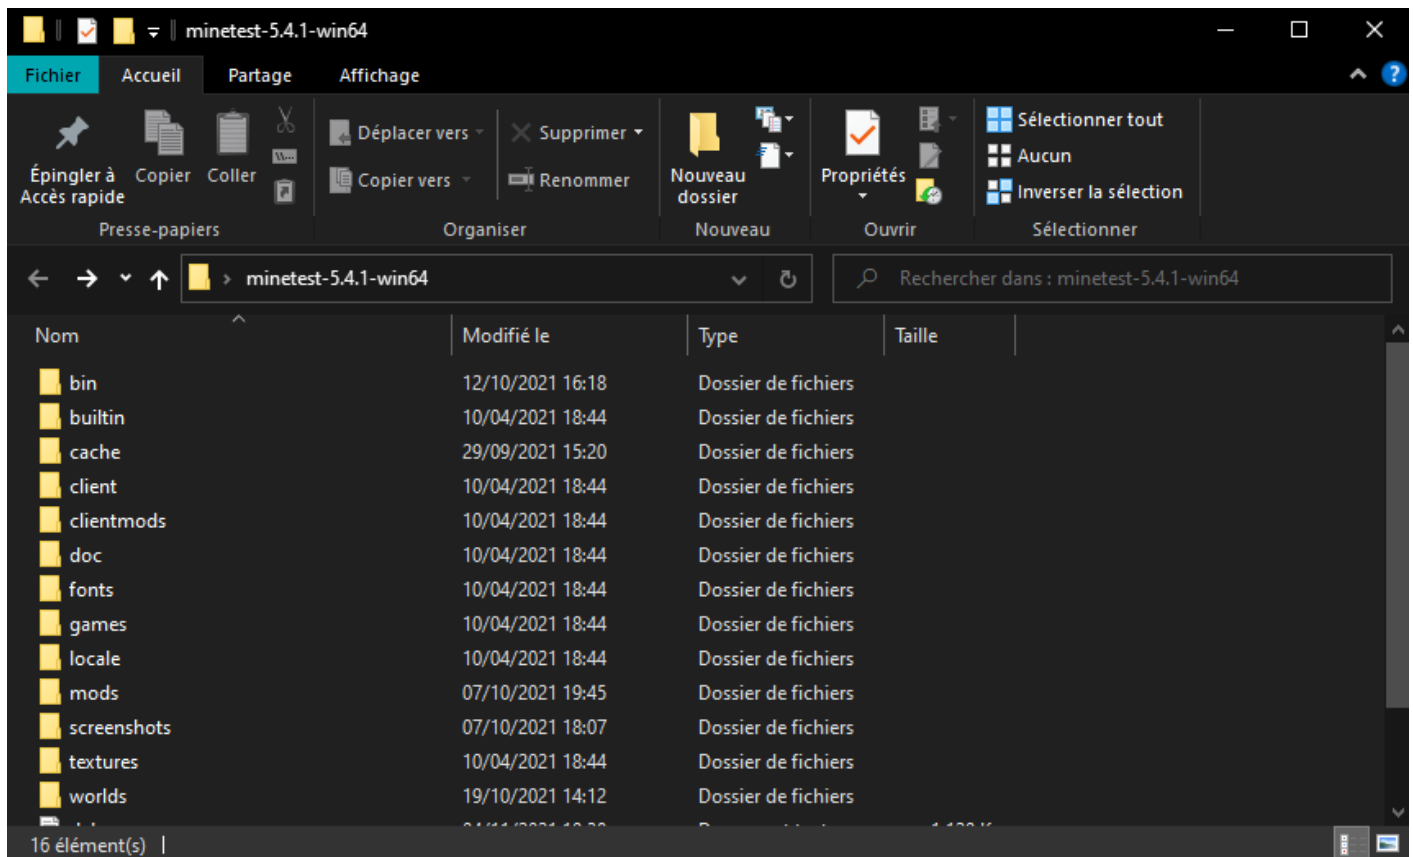 minetest-5.4.1-win64
Fichier Accueil Partage Affichage
Épingler à Accès rapide
Copier
Coller
Presse-papiers
Déplacer vers
Copier vers
Supprimer
Renommer
Organiser
Nouveau dossier
Nouveau
Propriétés
Ouvrir
Sélectionner tout
Aucun
Inverser la sélection
Sélectionner
minetest-5.4.1-win64
Rechercher dans : minetest-5.4.1-win64
Nom Modifié le Type Taille
bin 12/10/2021 16:18 Dossier de fichiers
builtin 10/04/2021 18:44 Dossier de fichiers
cache 29/09/2021 15:20 Dossier de fichiers
client 10/04/2021 18:44 Dossier de fichiers
clientmods 10/04/2021 18:44 Dossier de fichiers
doc 10/04/2021 18:44 Dossier de fichiers
fonts 10/04/2021 18:44 Dossier de fichiers
games 10/04/2021 18:44 Dossier de fichiers
locale 10/04/2021 18:44 Dossier de fichiers
mods 07/10/2021 19:45 Dossier de fichiers
screenshots 07/10/2021 18:07 Dossier de fichiers
textures 10/04/2021 18:44 Dossier de fichiers
worlds 19/10/2021 14:12 Dossier de fichiers
16 élément(s)